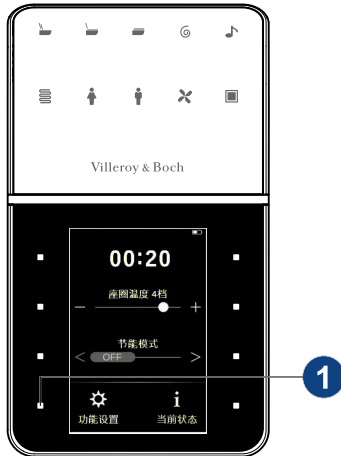 Villeroy & Boch
00:20
座圈温度 4档
− +
节能模式
< OFF >
i
功能设置 当前状态
1